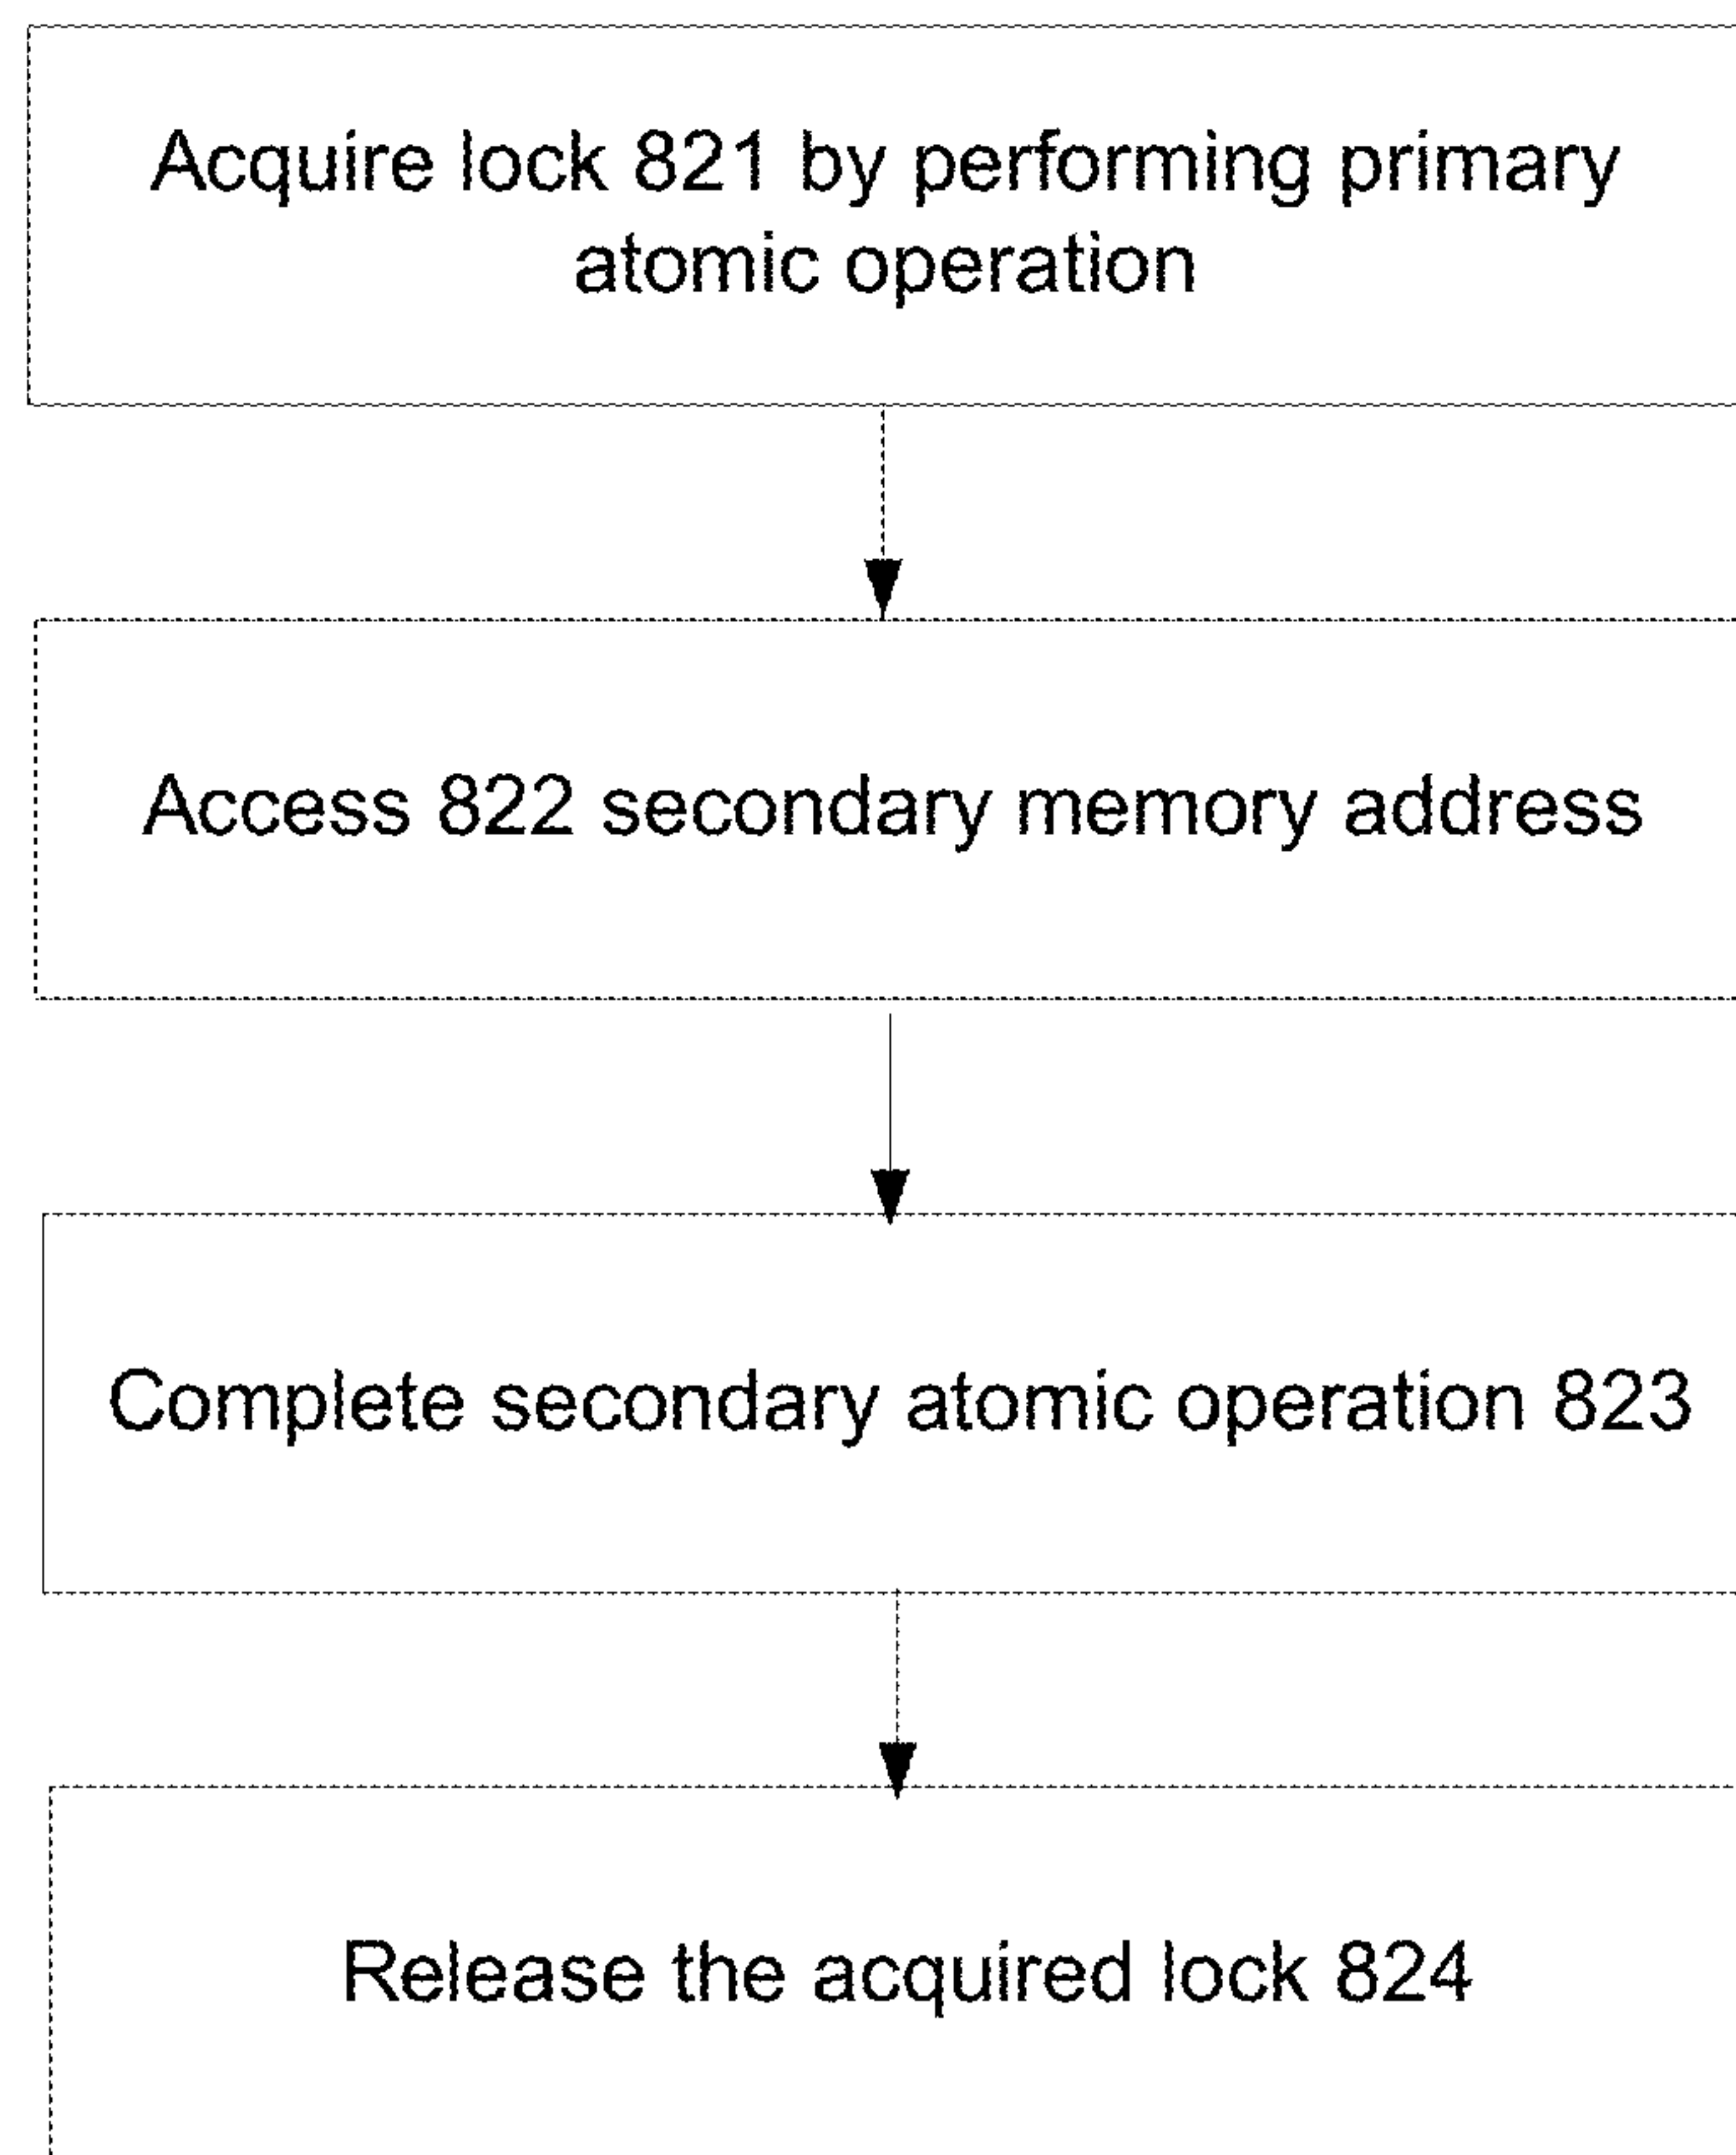 Acquire lock 821 by performing primary
atomic operation
Access 822 secondary memory address
Complete secondary atomic operation 823
Release the acquired lock 824